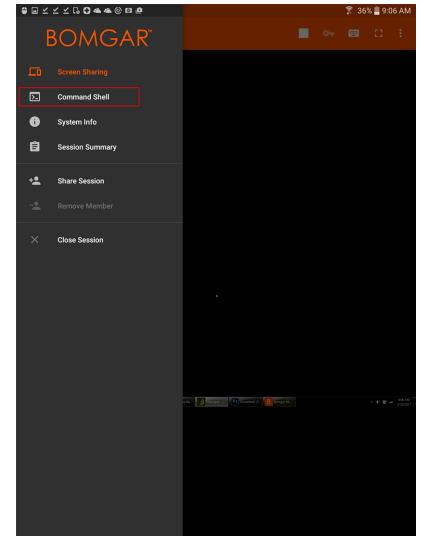 36% 9:06 AM
BOMGAR
Screen Sharing
Command Shell
System Info
Session Summary
Share Session
Remove Member
Close Session